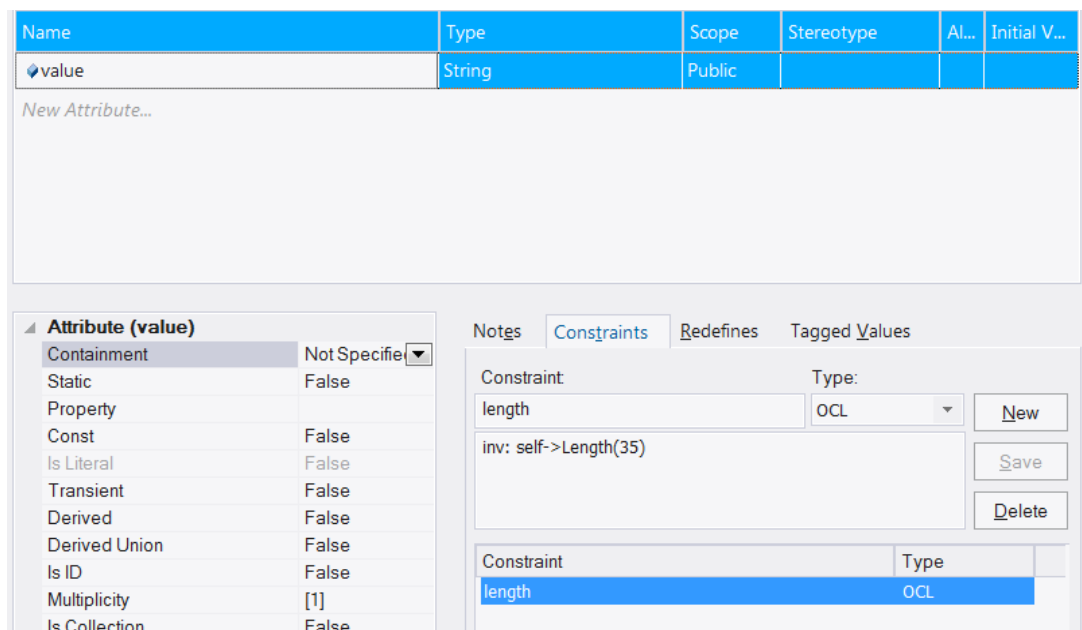 Name Type Scope Stereotype Al... Initial V...
value String Public
New Attribute...
Attribute (value)
Containment Not Specifie
Static False
Property
Const False
Is Literal False
Transient False
Derived False
Derived Union False
Is ID False
Multiplicity [1]
Is Collection False
Notes Constraints Redefines Tagged Values
Constraint: Type:
length OCL New
inv: self->Length(35)
Save
Delete
Constraint Type
length OCL